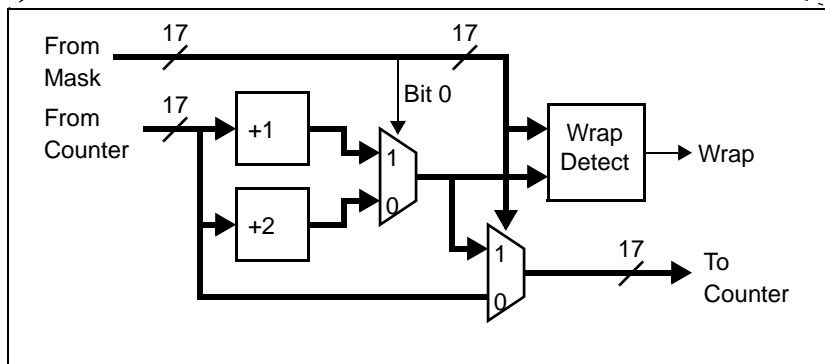 17
17
From
Mask
Bit 0
From
Counter
17
+1
1
0
Wrap
Detect
Wrap
+2
1
0
17
To
Counter